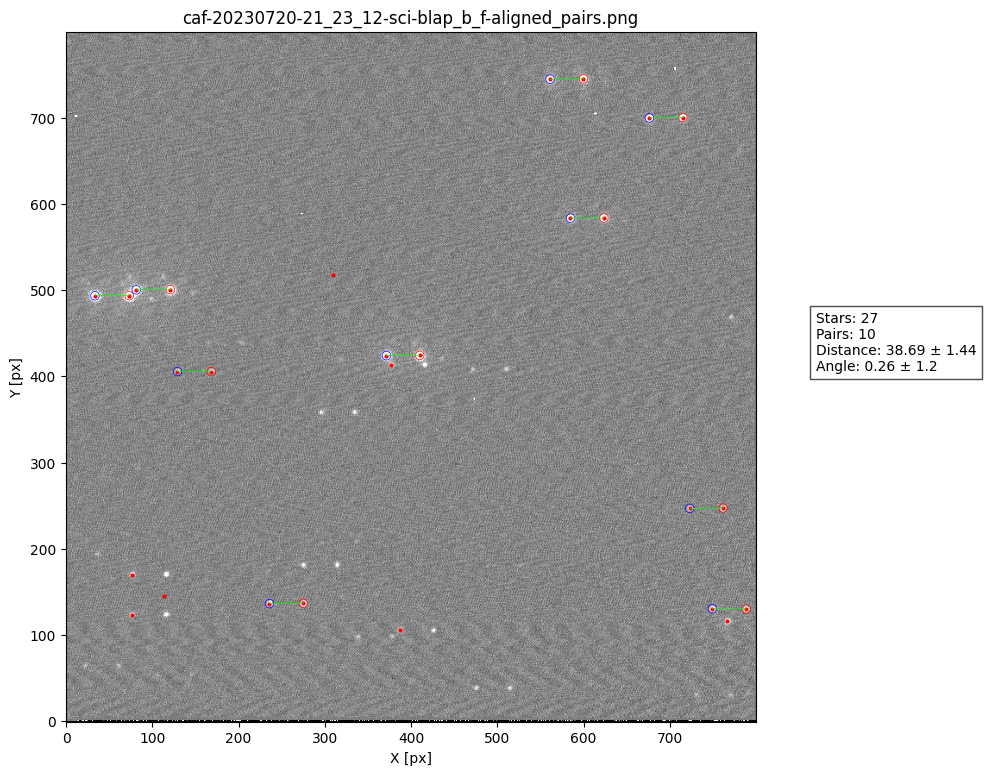 caf-20230720-21_23_12-sci-blap_b_f-aligned_pairs.png
700
600
500
400
300
200
100
0
Y [px]
0 100 200 300 400 500 600 700
X [px]
Stars: 27
Pairs: 10
Distance: 38.69 ± 1.44
Angle: 0.26 ± 1.2